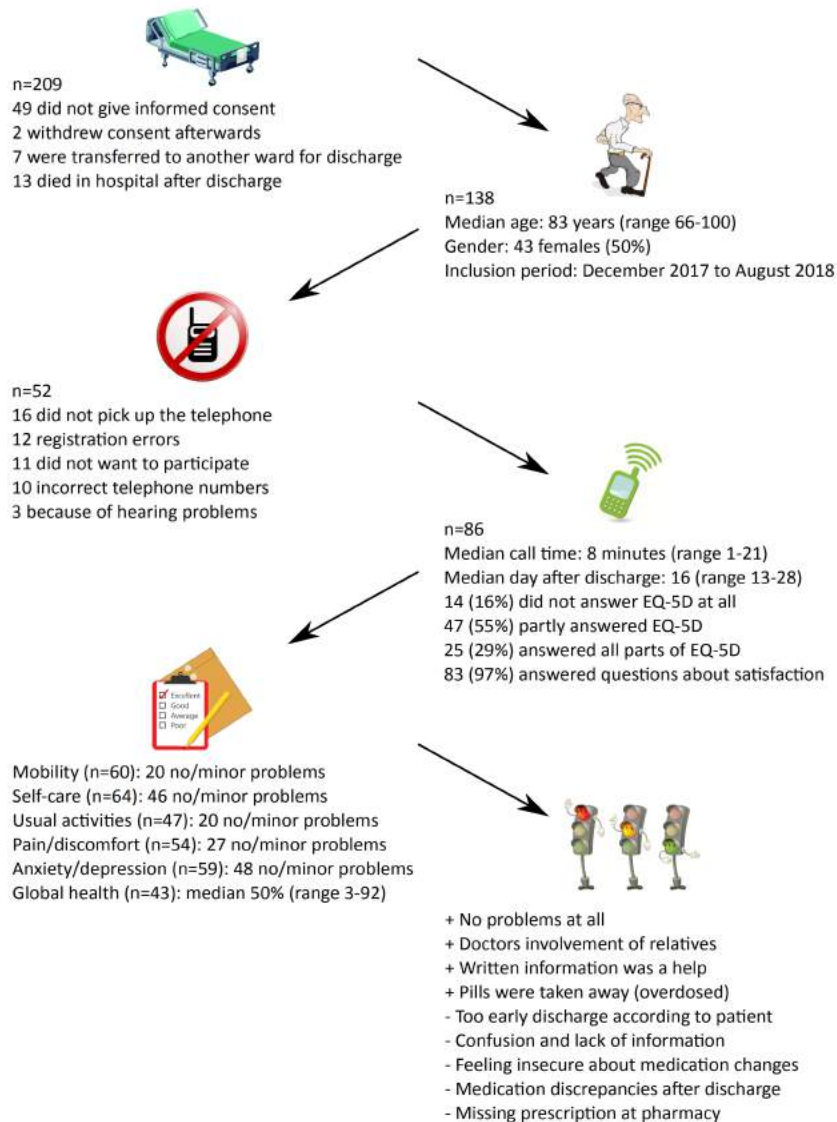 n=209
49 did not give informed consent
2 withdrew consent afterwards
7 were transferred to another ward for discharge
13 died in hospital after discharge
n=138
Median age: 83 years (range 66-100)
Gender: 43 females (50%)
Inclusion period: December 2017 to August 2018
n=52
16 did not pick up the telephone
12 registration errors
11 did not want to participate
10 incorrect telephone numbers
3 because of hearing problems
n=86
Median call time: 8 minutes (range 1-21)
Median day after discharge: 16 (range 13-28)
14 (16%) did not answer EQ-5D at all
47 (55%) partly answered EQ-5D
25 (29%) answered all parts of EQ-5D
83 (97%) answered questions about satisfaction
Excellent
Good
Average
Poor
Mobility (n=60): 20 no/minor problems
Self-care (n=64): 46 no/minor problems
Usual activities (n=47): 20 no/minor problems
Pain/discomfort (n=54): 27 no/minor problems
Anxiety/depression (n=59): 48 no/minor problems
Global health (n=43): median 50% (range 3-92)
+ No problems at all
+ Doctors involvement of relatives
+ Written information was a help
+ Pills were taken away (overdosed)
- Too early discharge according to patient
- Confusion and lack of information
- Feeling insecure about medication changes
- Medication discrepancies after discharge
- Missing prescription at pharmacy